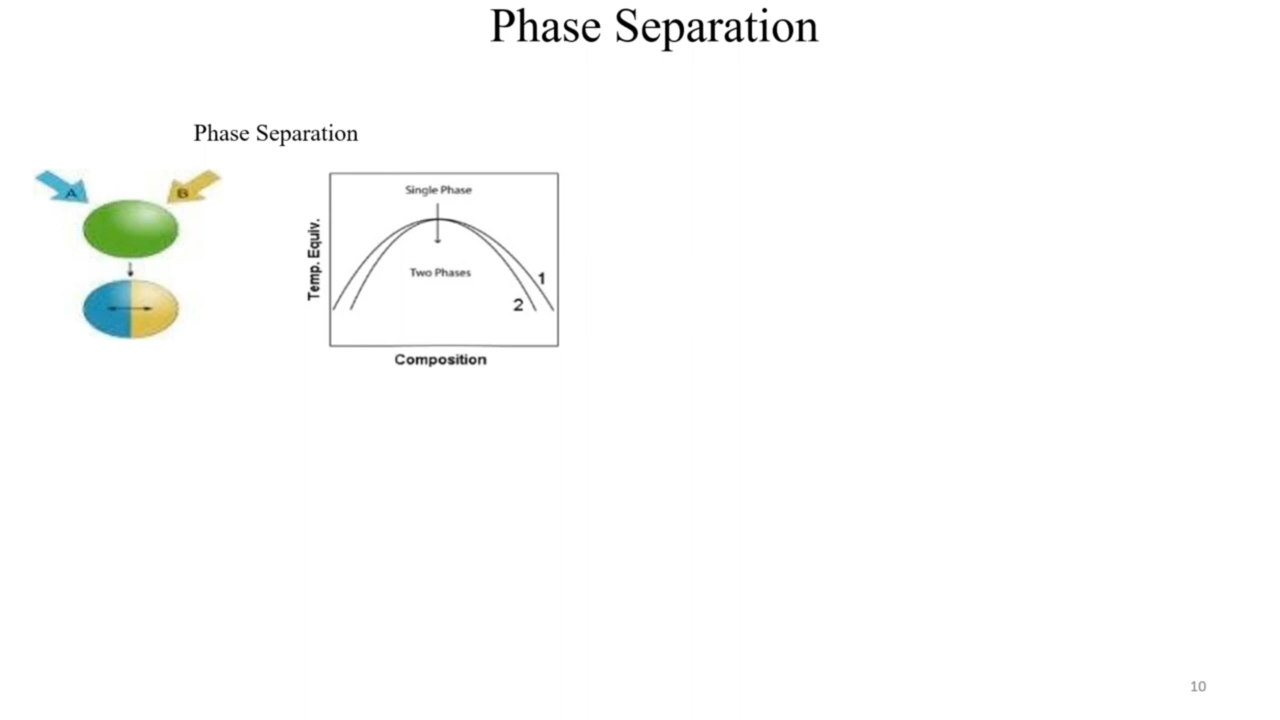 Phase Separation
Phase Separation
A
B
Single Phase
Two Phases
1
2
Temp. Equiv.
Composition
10